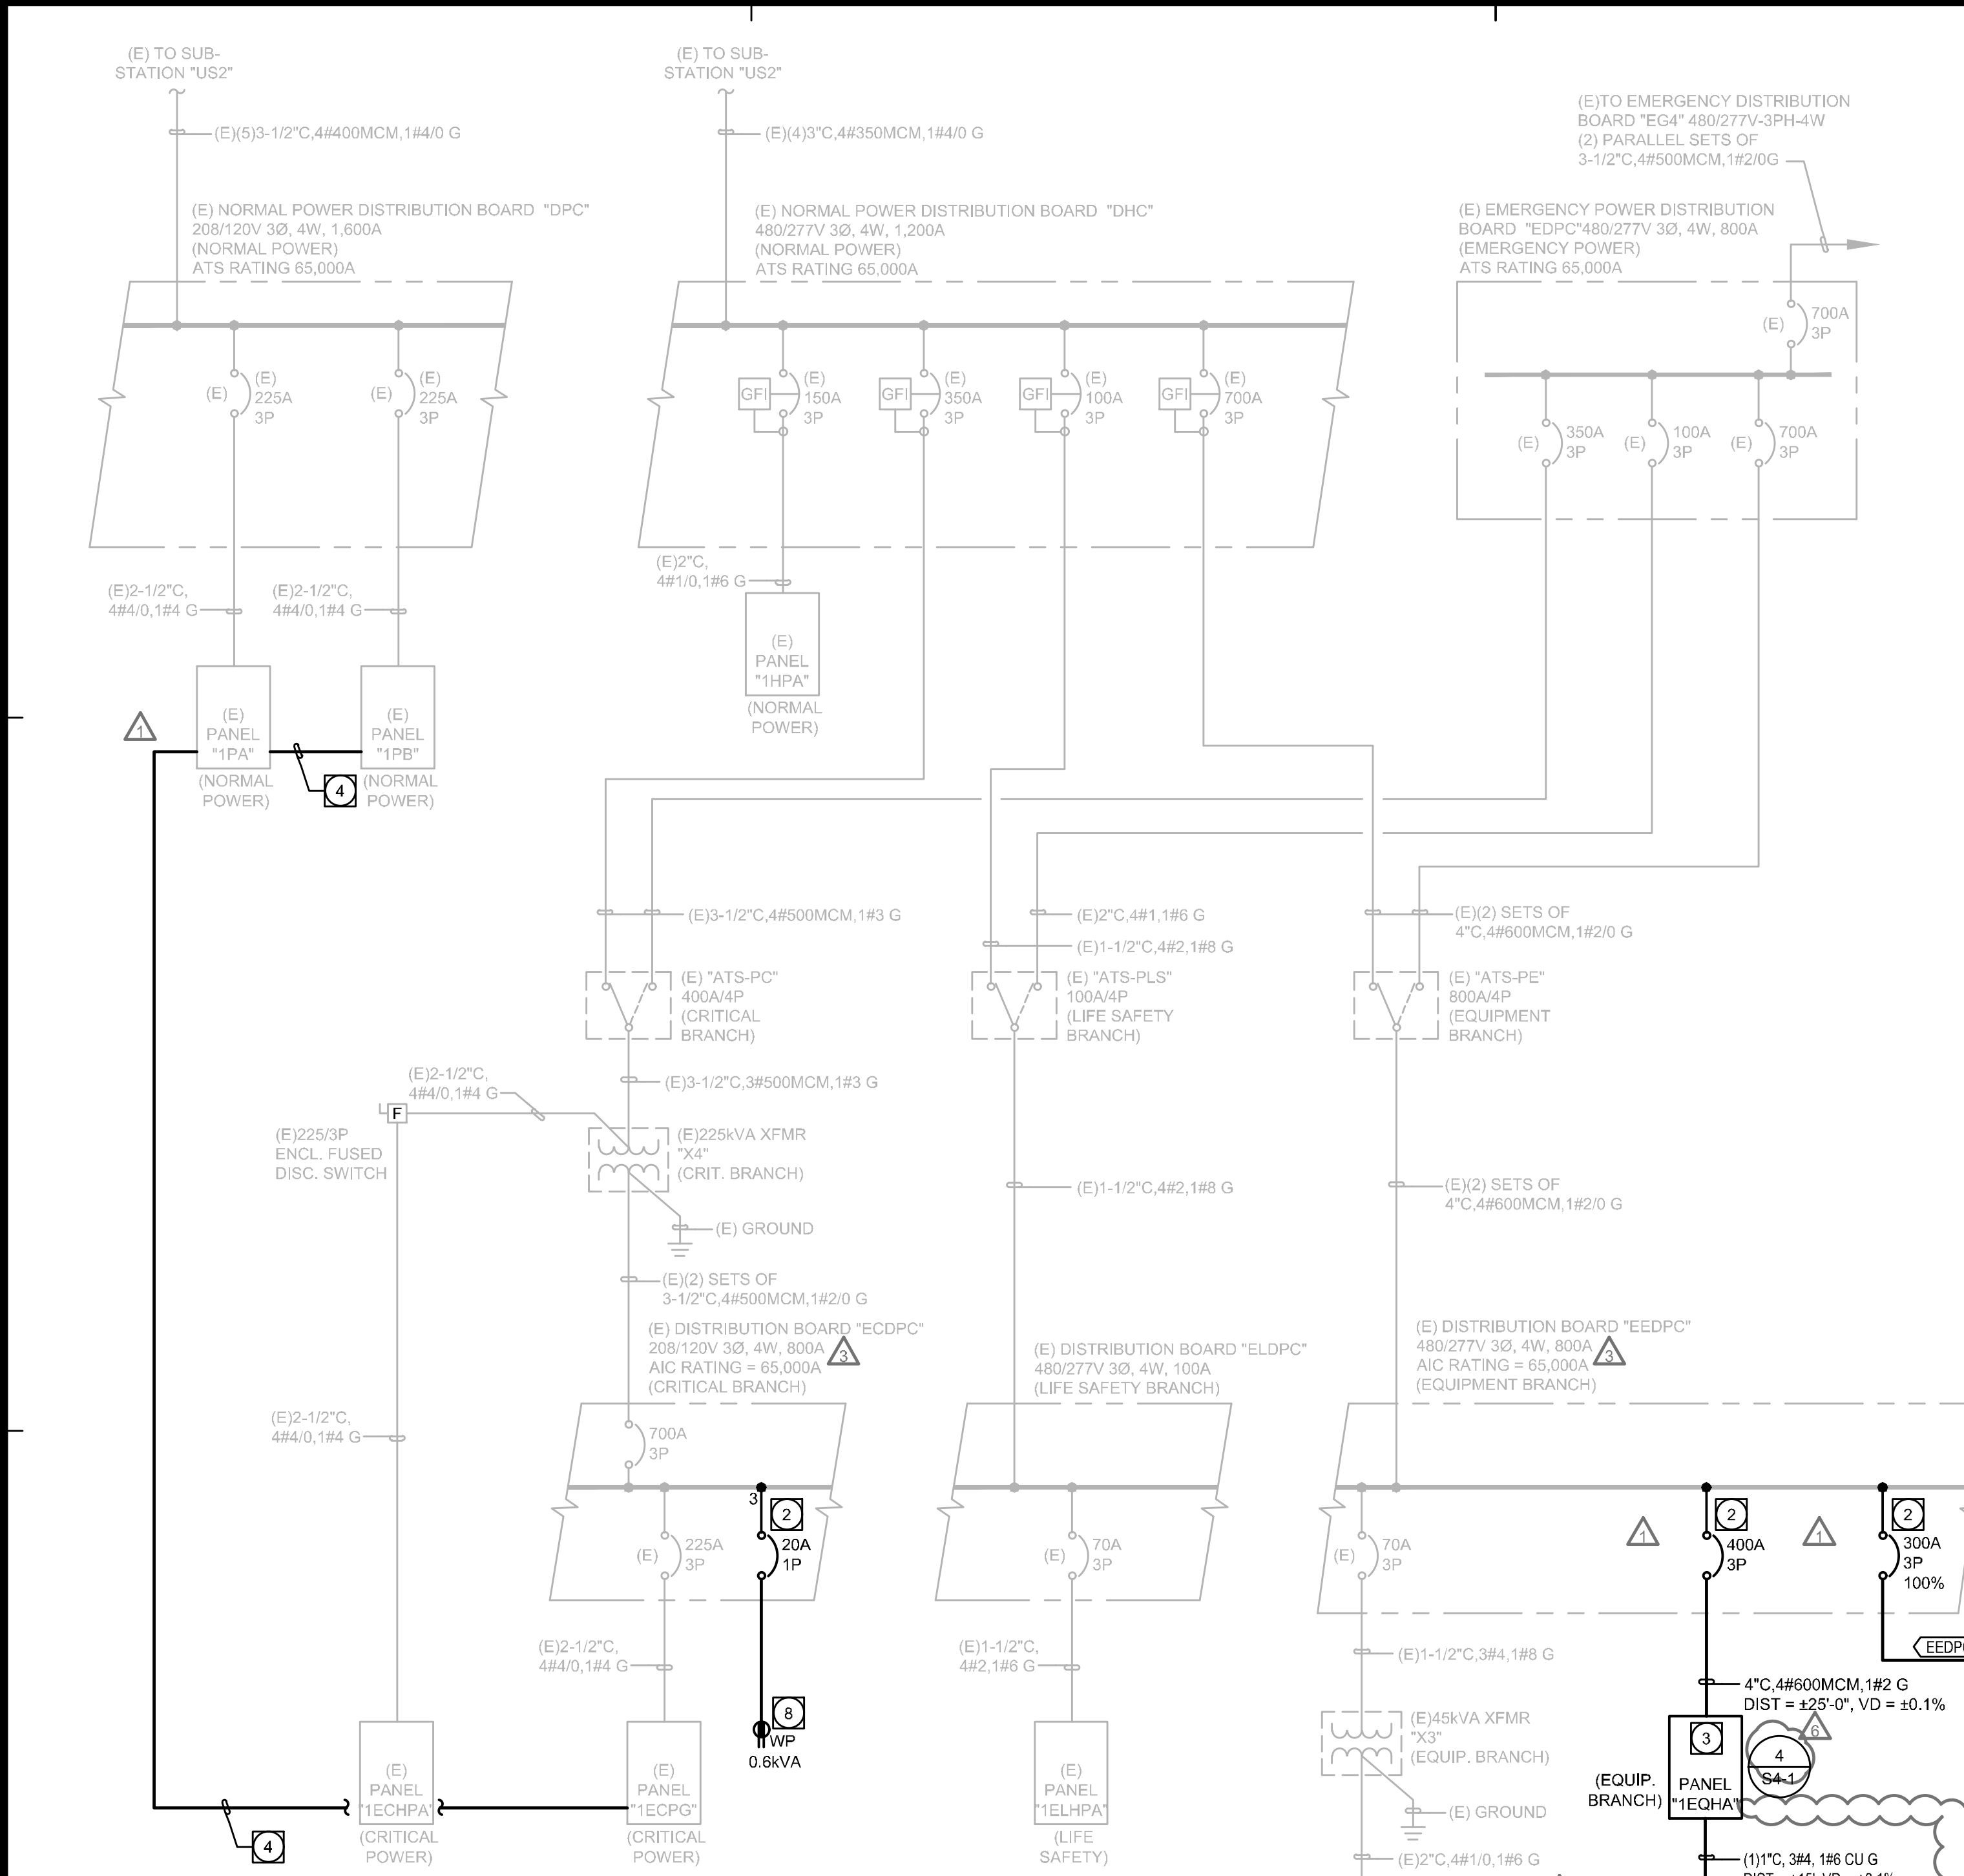 (E) TO SUB-
STATION "US2"
(E)(5)3-1/2"C,4#400MCM,1#4/0 G
(E) NORMAL POWER DISTRIBUTION BOARD "DPC"
208/120V 3Ø, 4W, 1,600A
(NORMAL POWER)
ATS RATING 65,000A
(E)
(E)
225A
3P
(E)
(E)
225A
3P
(E)2-1/2"C,
4#4/0,1#4 G
(E)2-1/2"C,
4#4/0,1#4 G
1
(E)
PANEL
"1PA"
(NORMAL
POWER)
4
(E)
PANEL
"1PB"
(NORMAL
POWER)
(E) TO SUB-
STATION "US2"
(E)(4)3"C,4#350MCM,1#4/0 G
(E) NORMAL POWER DISTRIBUTION BOARD "DHC"
480/277V 3Ø, 4W, 1,200A
(NORMAL POWER)
ATS RATING 65,000A
GFI
(E)
150A
3P
GFI
(E)
350A
3P
GFI
(E)
100A
3P
GFI
(E)
700A
3P
(E)2"C,
4#1/0,1#6 G
(E)
PANEL
"1HPA"
(NORMAL
POWER)
(E)TO EMERGENCY DISTRIBUTION
BOARD "EG4" 480/277V-3PH-4W
(2) PARALLEL SETS OF
3-1/2"C,4#500MCM,1#2/0G
(E) EMERGENCY POWER DISTRIBUTION
BOARD "EDPC"480/277V 3Ø, 4W, 800A
(EMERGENCY POWER)
ATS RATING 65,000A
(E)
700A
3P
(E)
350A
3P
(E)
100A
3P
(E)
700A
3P
(E)3-1/2"C,4#500MCM,1#3 G
(E)2"C,4#1,1#6 G
(E)1-1/2"C,4#2,1#8 G
(E)(2) SETS OF
4"C,4#600MCM,1#2/0 G
(E) "ATS-PC"
400A/4P
(CRITICAL
BRANCH)
(E) "ATS-PLS"
100A/4P
(LIFE SAFETY
BRANCH)
(E) "ATS-PE"
800A/4P
(EQUIPMENT
BRANCH)
(E)2-1/2"C,
4#4/0,1#4 G
(E)3-1/2"C,3#500MCM,1#3 G
F
(E)225/3P
ENCL. FUSED
DISC. SWITCH
(E)225kVA XFMR
"X4"
(CRIT. BRANCH)
(E)1-1/2"C,4#2,1#8 G
(E)(2) SETS OF
4"C,4#600MCM,1#2/0 G
(E) GROUND
(E)(2) SETS OF
3-1/2"C,4#500MCM,1#2/0 G
(E) DISTRIBUTION BOARD "ECDPC"
208/120V 3Ø, 4W, 800A
AIC RATING = 65,000A
(CRITICAL BRANCH)
3
(E) DISTRIBUTION BOARD "ELDPC"
480/277V 3Ø, 4W, 100A
(LIFE SAFETY BRANCH)
(E) DISTRIBUTION BOARD "EEDPC"
480/277V 3Ø, 4W, 800A
AIC RATING = 65,000A
(EQUIPMENT BRANCH)
3
(E)2-1/2"C,
4#4/0,1#4 G
700A
3P
(E)
225A
3P
3
2
20A
1P
(E)
70A
3P
(E)
70A
3P
1
2
400A
3P
1
2
300A
3P
100%
(E)2-1/2"C,
4#4/0,1#4 G
(E)1-1/2"C,
4#2,1#6 G
(E)1-1/2"C,3#4,1#8 G
4"C,4#600MCM,1#2 G
DIST = ±25'-0", VD = ±0.1%
8
WP
0.6kVA
(E)
PANEL
"1ECHPA"
(CRITICAL
POWER)
4
(E)
PANEL
"1ECPG"
(CRITICAL
POWER)
(E)
PANEL
"1ELHPA"
(LIFE
SAFETY)
(E)45kVA XFMR
"X3"
(EQUIP. BRANCH)
(E) GROUND
(E)2"C,4#1/0,1#6 G
(EQUIP.
BRANCH)
3
PANEL
"1EQHA"
6
4
S4-1
(1)1"C, 3#4, 1#6 CU G